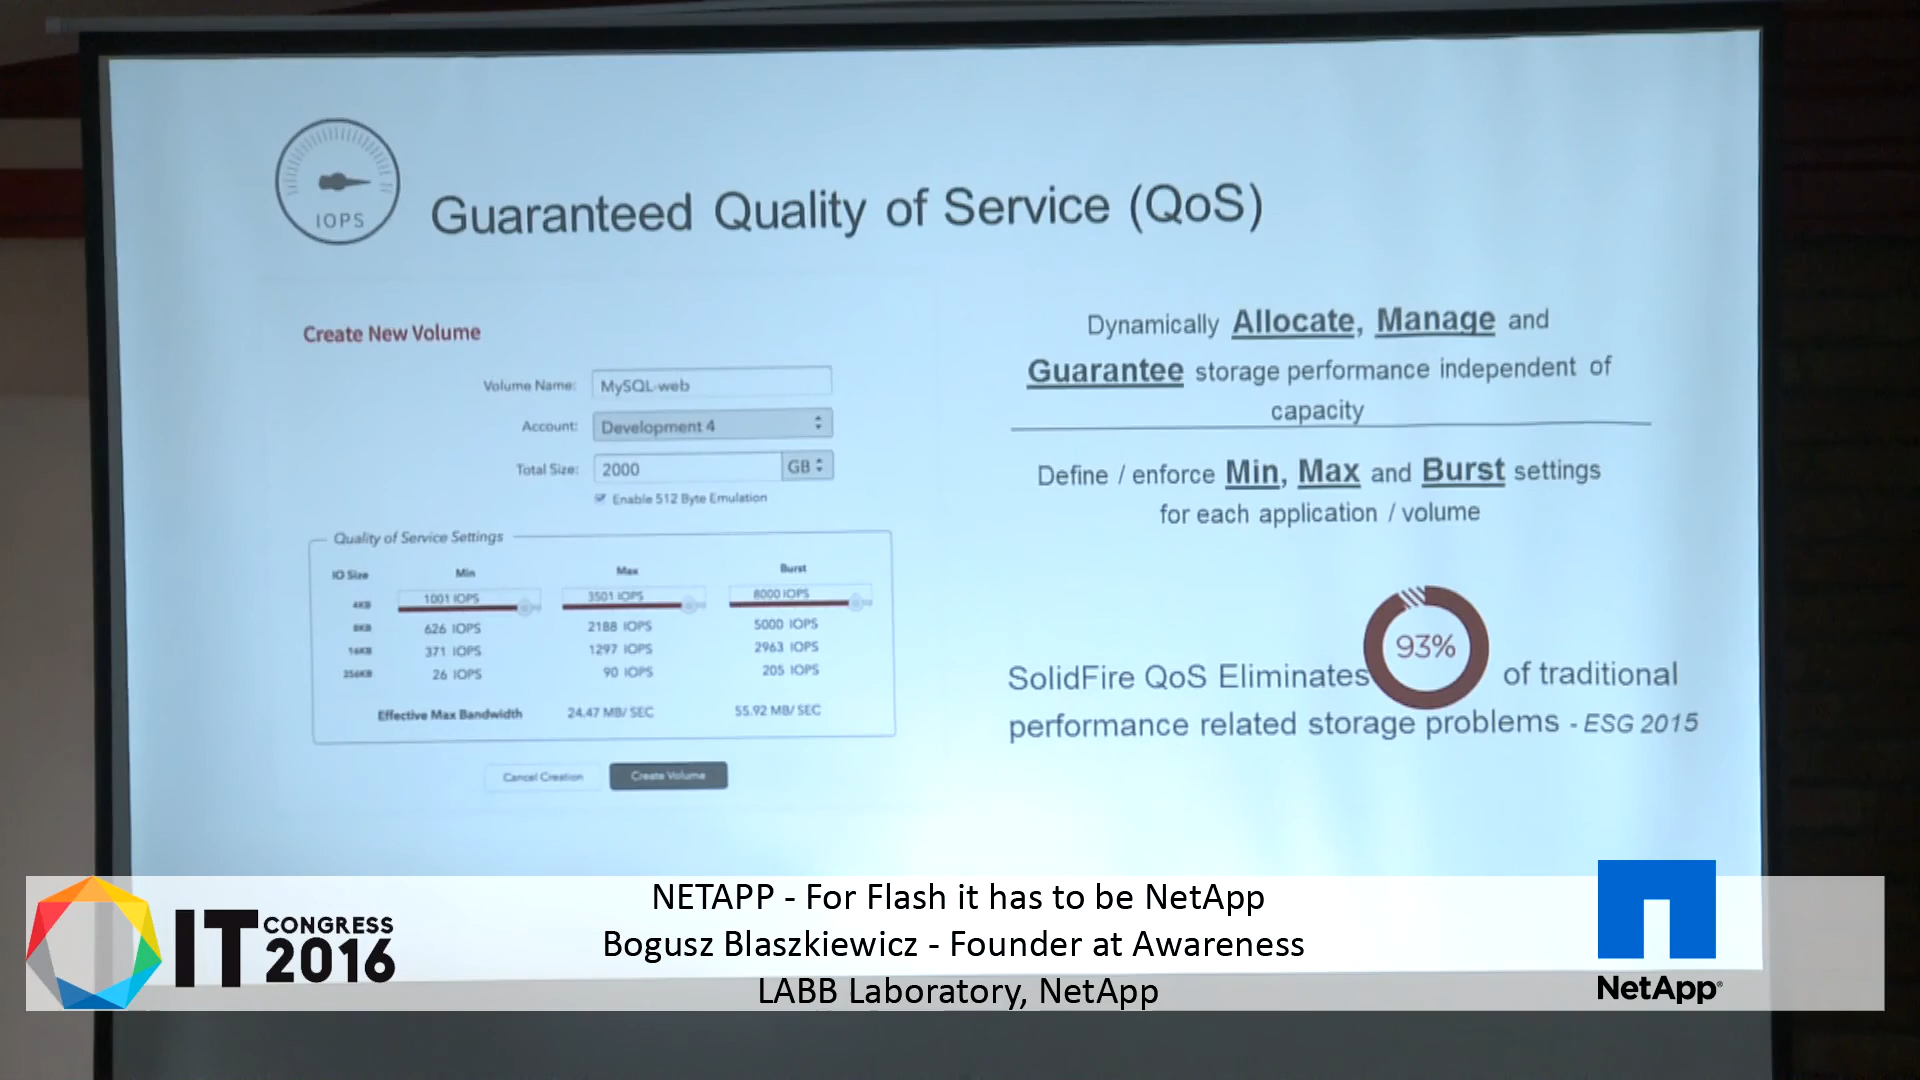 IOPS
Guaranteed Quality of Service (QoS)
Create New Volume
Volume Name: MySQL-web
Account: Development 4
Total Size: 2000 GB
Enable 512 Byte Emulation
Quality of Service Settings
IO Size Min Max Burst
4KB 1001 IOPS 3501 IOPS 8000 IOPS
8KB 626 IOPS 2188 IOPS 5000 IOPS
16KB 371 IOPS 1297 IOPS 2963 IOPS
256KB 26 IOPS 90 IOPS 205 IOPS
Effective Max Bandwidth 24.47 MB/SEC 55.92 MB/SEC
Cancel Creation Create Volume
Dynamically Allocate, Manage and
Guarantee storage performance independent of
capacity
Define / enforce Min, Max and Burst settings
for each application / volume
SolidFire QoS Eliminates 93% of traditional
performance related storage problems - ESG 2015
IT CONGRESS 2016
NETAPP - For Flash it has to be NetApp
Bogusz Blaszkiewicz - Founder at Awareness
LABB Laboratory, NetApp
NetApp®